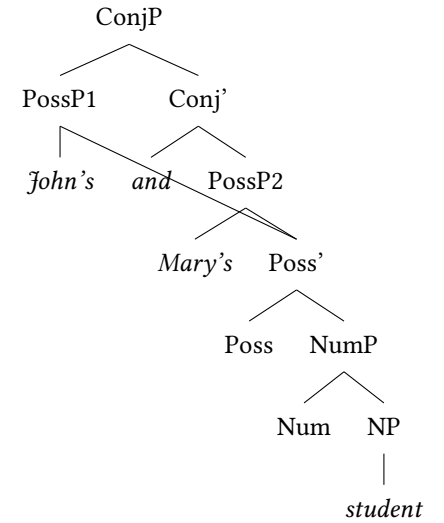 ConjP
PossP1 Conj’
John’s and PossP2
Mary’s Poss’
Poss NumP
Num NP
student